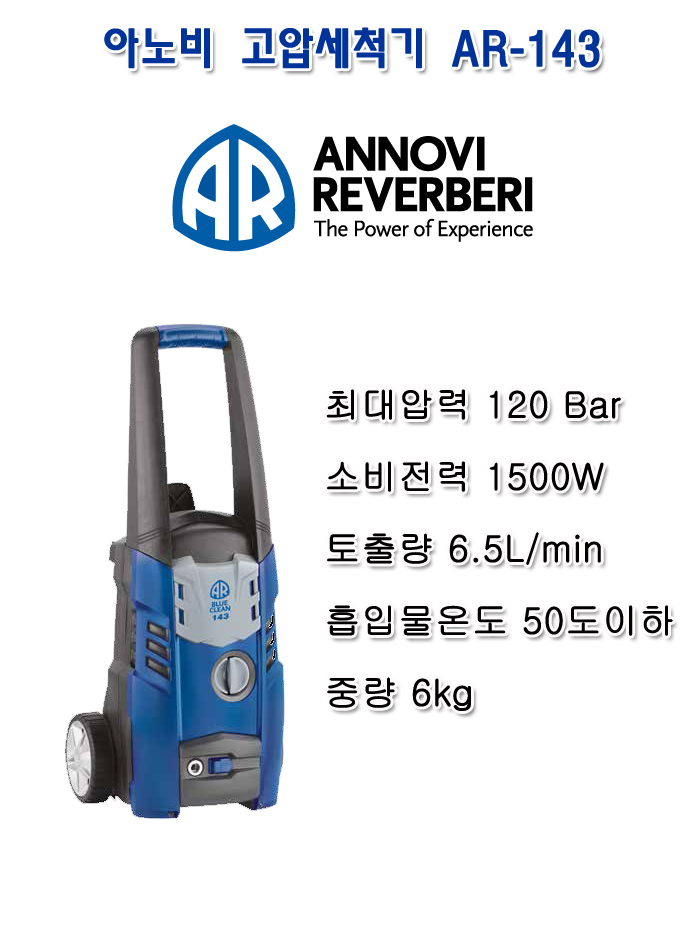 아노비 고압세척기 AR-143
AR
ANNOVI
REVERBERI
The Power of Experience
최대압력 120 Bar
소비전력 1500W
토출량 6.5L/min
흡입물온도 50도이하
중량 6kg
AR
BLUE
CLEAN
143